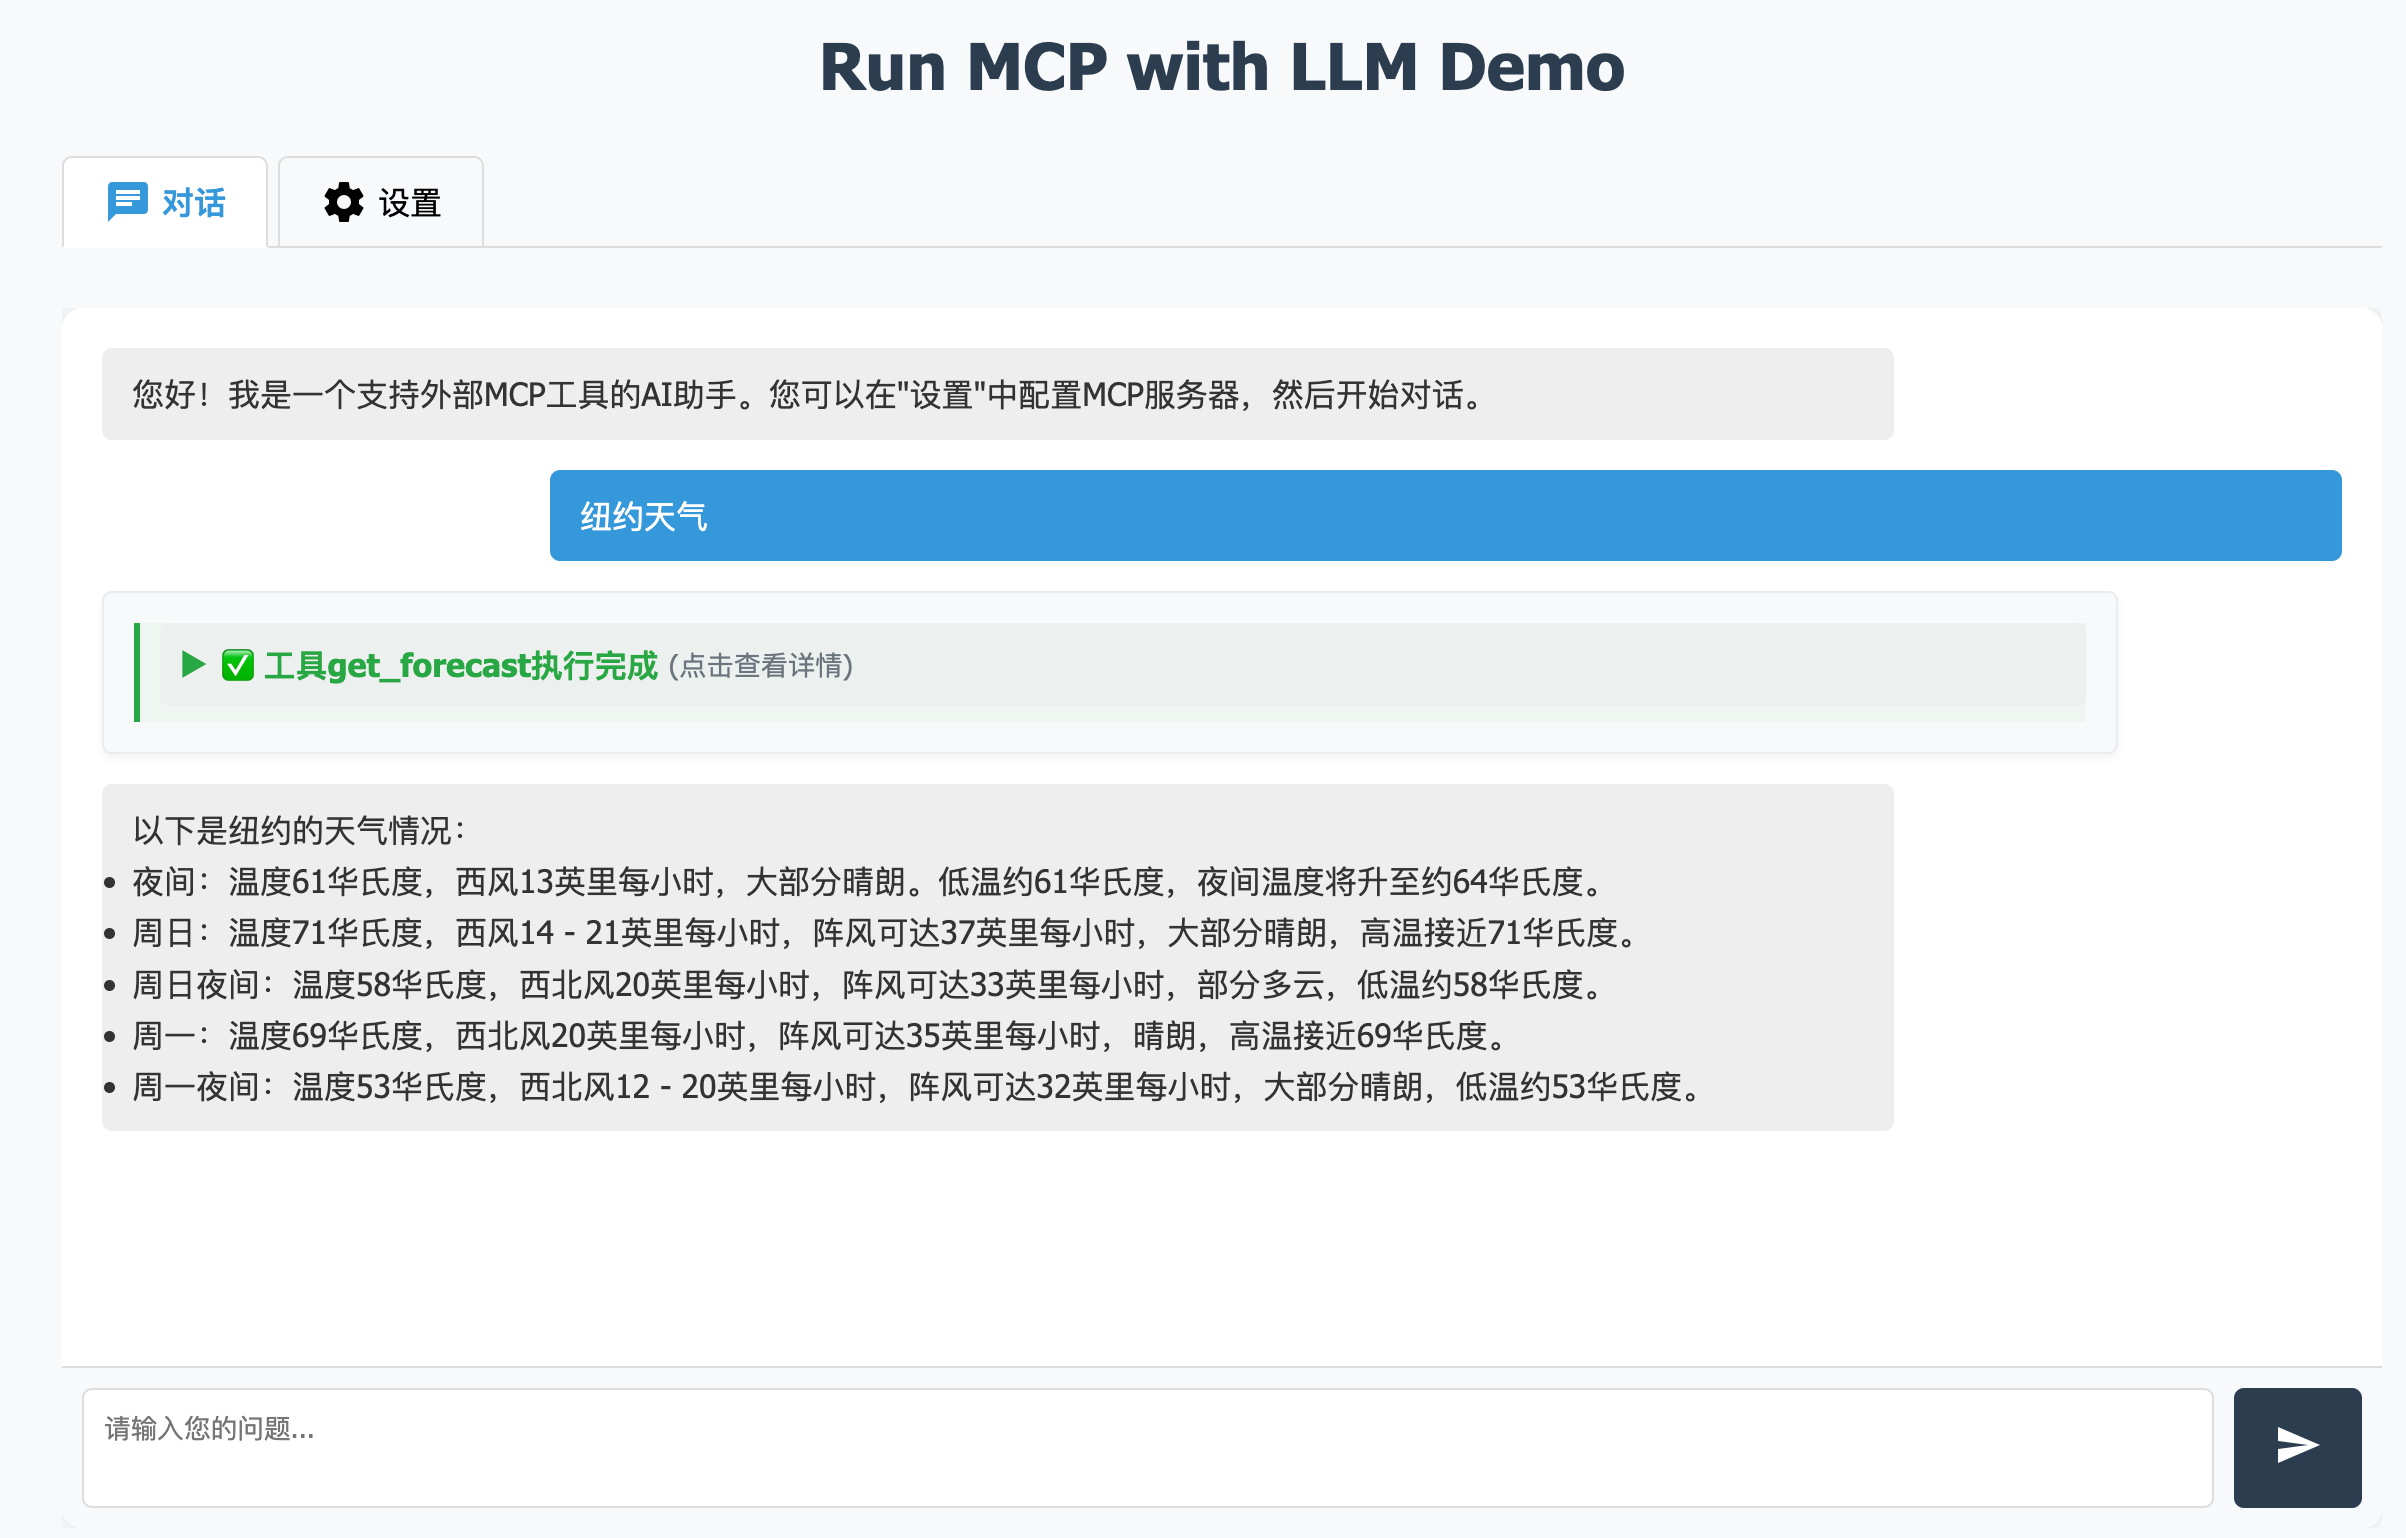 Run MCP with LLM Demo
对话
设置
您好！我是一个支持外部MCP工具的AI助手。您可以在"设置"中配置MCP服务器，然后开始对话。
纽约天气
▶ ✅ 工具get_forecast执行完成 (点击查看详情)
以下是纽约的天气情况：
• 夜间：温度61华氏度，西风13英里每小时，大部分晴朗。低温约61华氏度，夜间温度将升至约64华氏度。
• 周日：温度71华氏度，西风14 - 21英里每小时，阵风可达37英里每小时，大部分晴朗，高温接近71华氏度。
• 周日夜间：温度58华氏度，西北风20英里每小时，阵风可达33英里每小时，部分多云，低温约58华氏度。
• 周一：温度69华氏度，西北风20英里每小时，阵风可达35英里每小时，晴朗，高温接近69华氏度。
• 周一夜间：温度53华氏度，西北风12 - 20英里每小时，阵风可达32英里每小时，大部分晴朗，低温约53华氏度。
请输入您的问题...